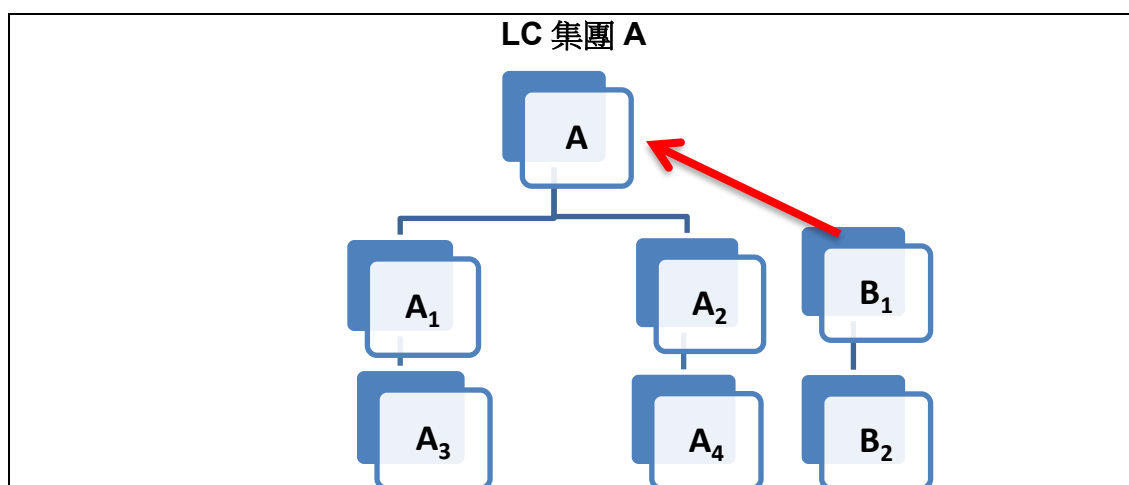 LC 集團 A
A
A₁ A₂ B₁
A₃ A₄ B₂